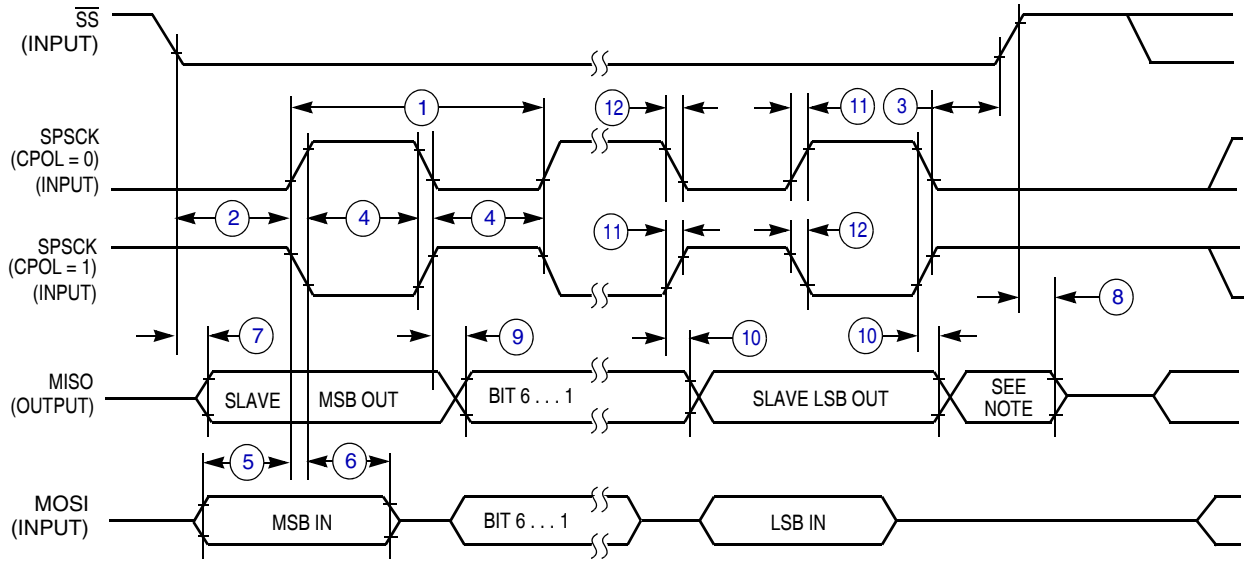 SS
(INPUT)
1
12
11
3
SPSCK
(CPOL = 0)
(INPUT)
2
4
4
SPSCK
(CPOL = 1)
(INPUT)
11
12
8
7
9
10
10
MISO
(OUTPUT)
SLAVE MSB OUT
BIT 6 . . . 1
SLAVE LSB OUT
SEE
NOTE
5
6
MOSI
(INPUT)
MSB IN
BIT 6 . . . 1
LSB IN